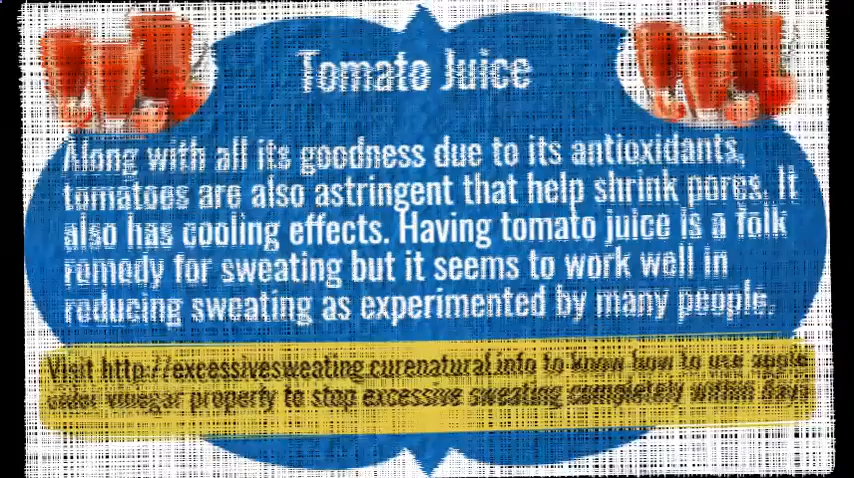 Tomato Juice
Along with all its goodness due to its antioxidants,
tomatoes are also astringent that help shrink pores. It
also has cooling effects. Having tomato juice is a folk
remedy for sweating but it seems to work well in
reducing sweating as experimented by many people.
Visit http://excessivesweating.curenatural.info to know how to use apple
cider vinegar property to stop excessive sweating completely within days